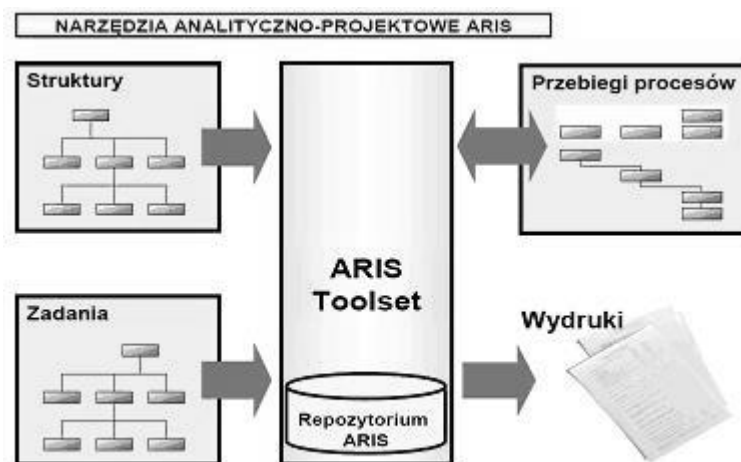 NARZĘDZIA ANALITYCZNO-PROJEKTOWE ARIS
Struktury
Przebiegi procesów
ARIS
Toolset
Zadania
Wydruki
Repozytorium
ARIS